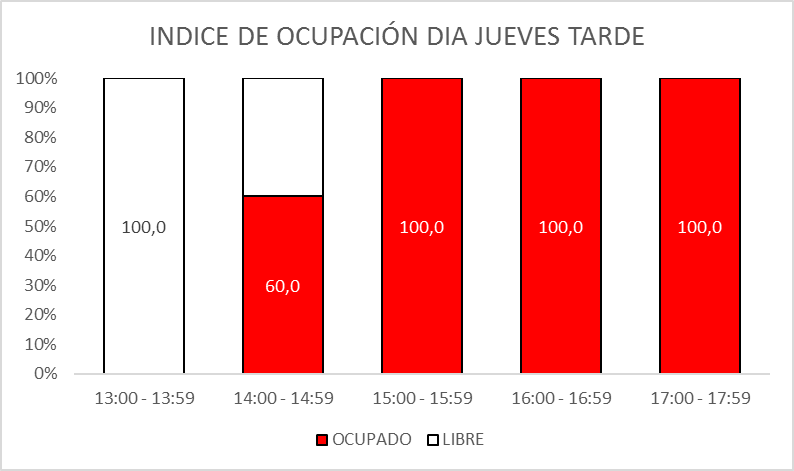 INDICE DE OCUPACIÓN DIA JUEVES TARDE
100%
90%
80%
70%
60%
50%
40%
30%
20%
10%
0%
100,0
60,0
100,0
100,0
100,0
13:00 - 13:59
14:00 - 14:59
15:00 - 15:59
16:00 - 16:59
17:00 - 17:59
OCUPADO
LIBRE